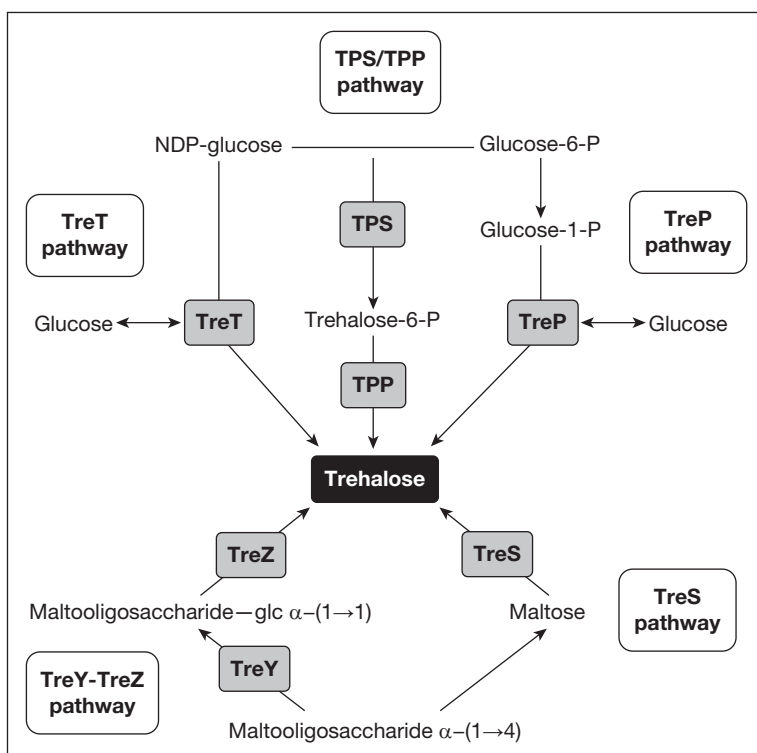 TPS/TPP
pathway
NDP-glucose
Glucose-6-P
TreT
pathway
TPS
Glucose-1-P
TreP
pathway
Glucose
TreT
Trehalose-6-P
TreP
Glucose
TPP
Trehalose
TreZ
TreS
Maltooligosaccharide—glc α–(1→1)
Maltose
TreS
pathway
TreY-TreZ
pathway
TreY
Maltooligosaccharide α–(1→4)